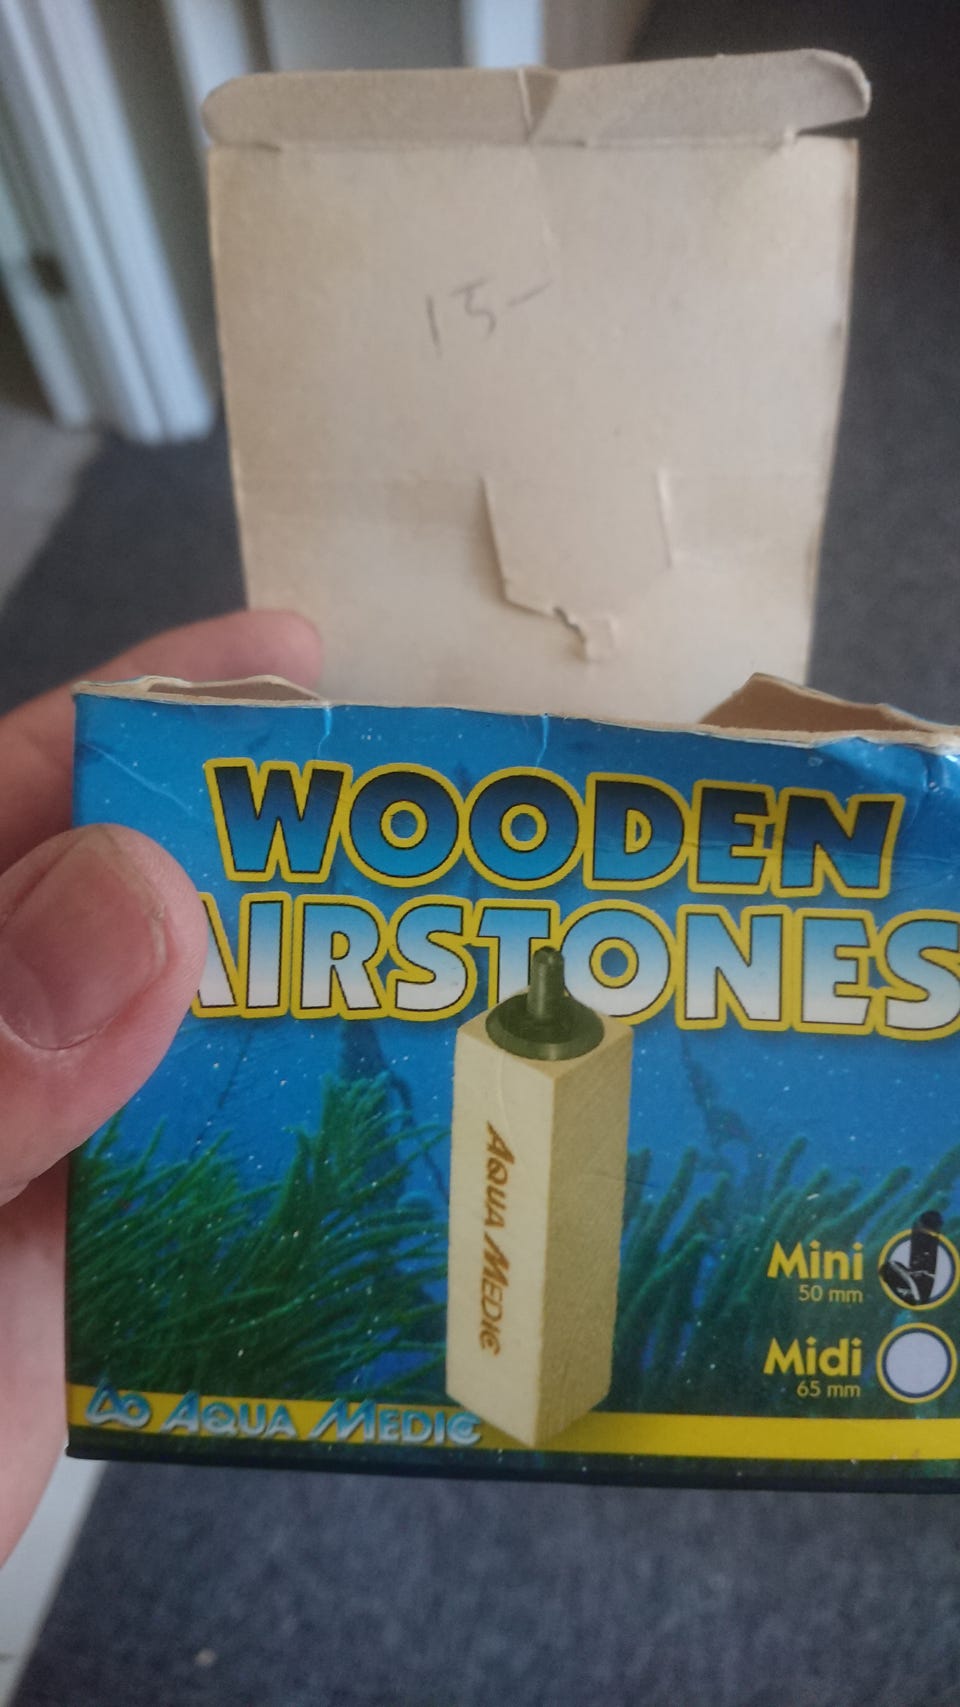 15-
WOODEN
AIRSTONES
AQUA MEDIC
Mini
50 mm
Midi
65 mm
AQUA MEDIC